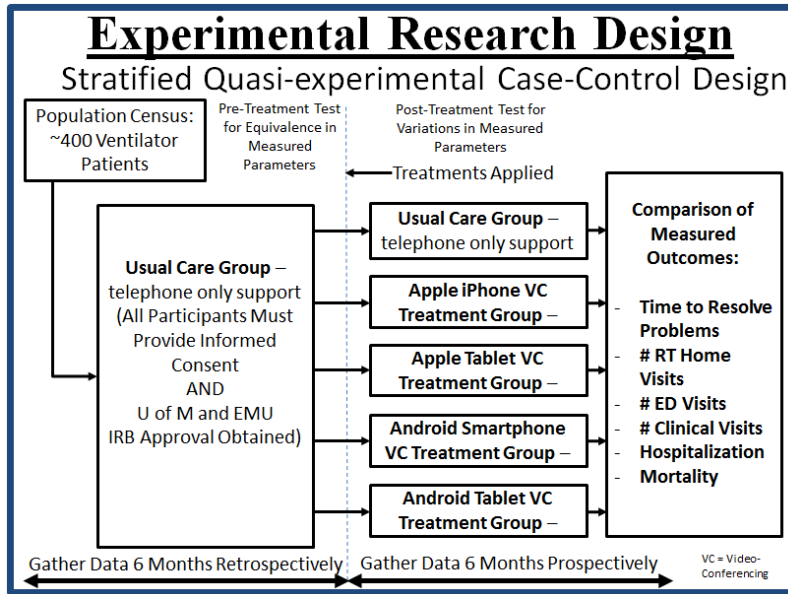 Experimental Research Design
Stratified Quasi-experimental Case-Control Design
Population Census:
~400 Ventilator
Patients
Pre-Treatment Test
for Equivalence in
Measured
Parameters
Post-Treatment Test for
Variations in Measured
Parameters
Treatments Applied
Usual Care Group –
telephone only support
(All Participants Must
Provide Informed
Consent
AND
U of M and EMU
IRB Approval Obtained)
Usual Care Group –
telephone only support
Apple iPhone VC
Treatment Group –
Apple Tablet VC
Treatment Group –
Android Smartphone
VC Treatment Group –
Android Tablet VC
Treatment Group –
Comparison of
Measured
Outcomes:
- Time to Resolve
Problems
- # RT Home
Visits
- # ED Visits
- # Clinical Visits
- Hospitalization
- Mortality
Gather Data 6 Months Retrospectively
Gather Data 6 Months Prospectively
VC = Video-
Conferencing